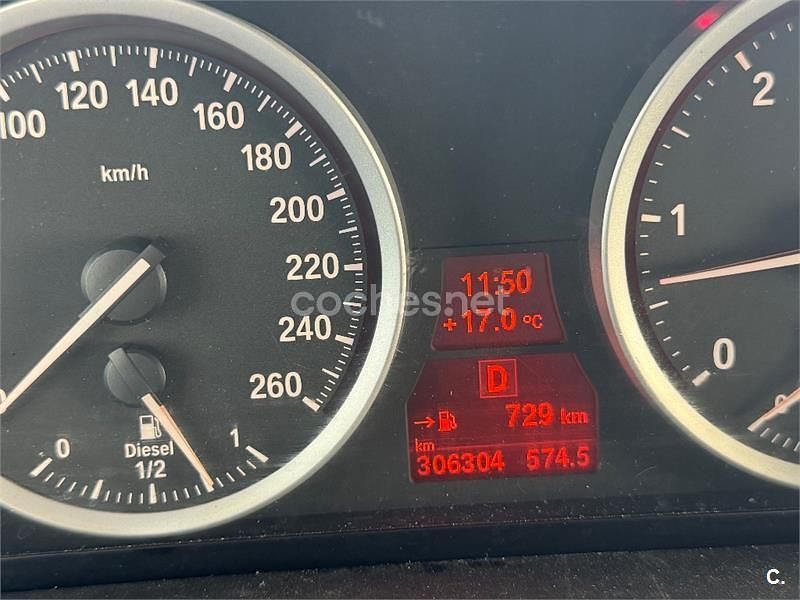 100 120 140 160
180
200
220
240
260
km/h
0 Diesel 1
1/2
11:50
+17.0 °C
coches.net
D
→ 729 km
km
306304 574.5
2
1
0
C.